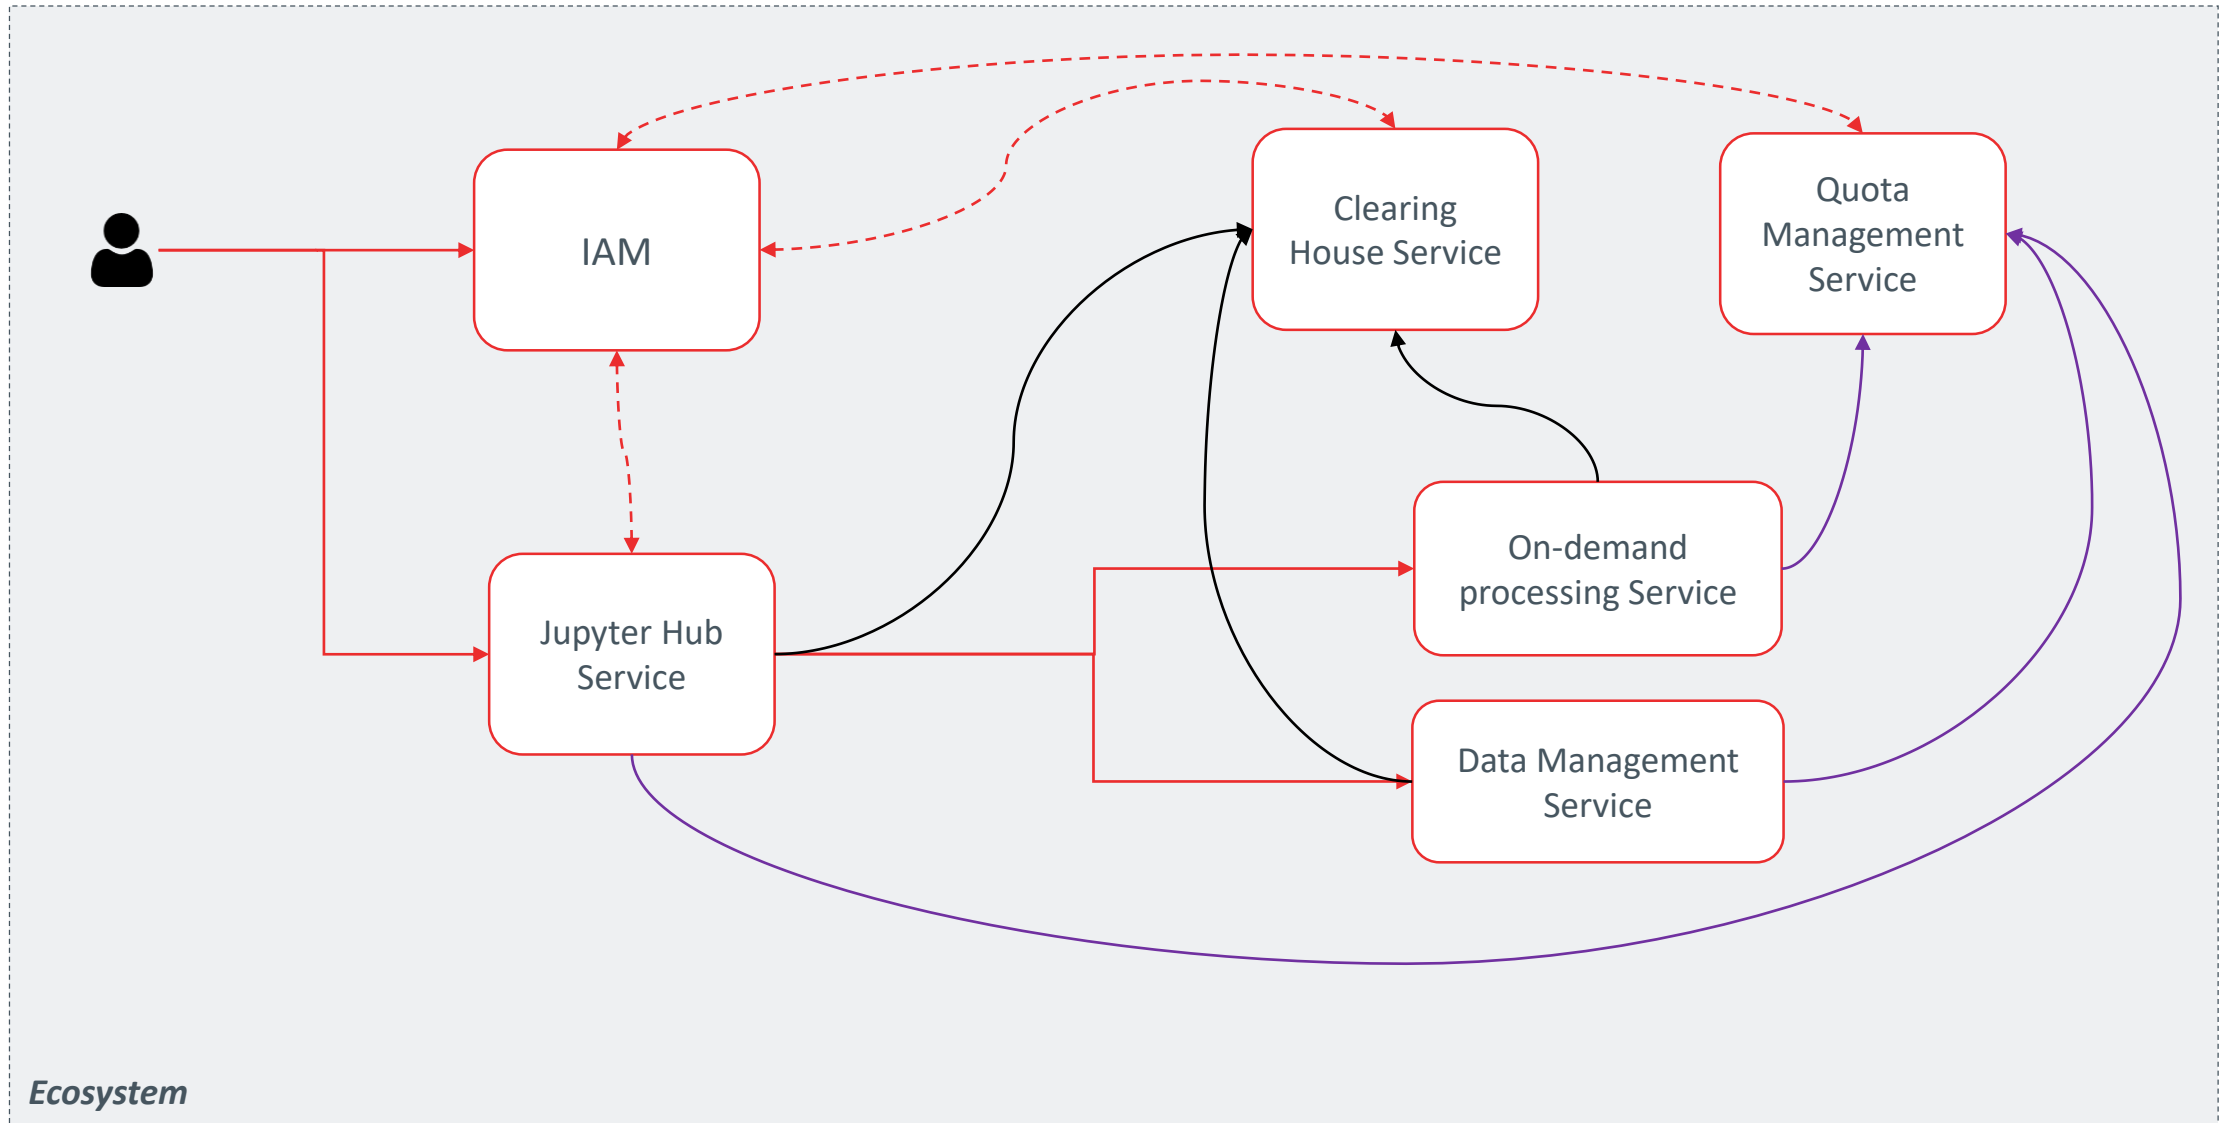 IAM
Clearing
House Service
Quota
Management
Service
On-demand
processing Service
Jupyter Hub
Service
Data Management
Service
Ecosystem